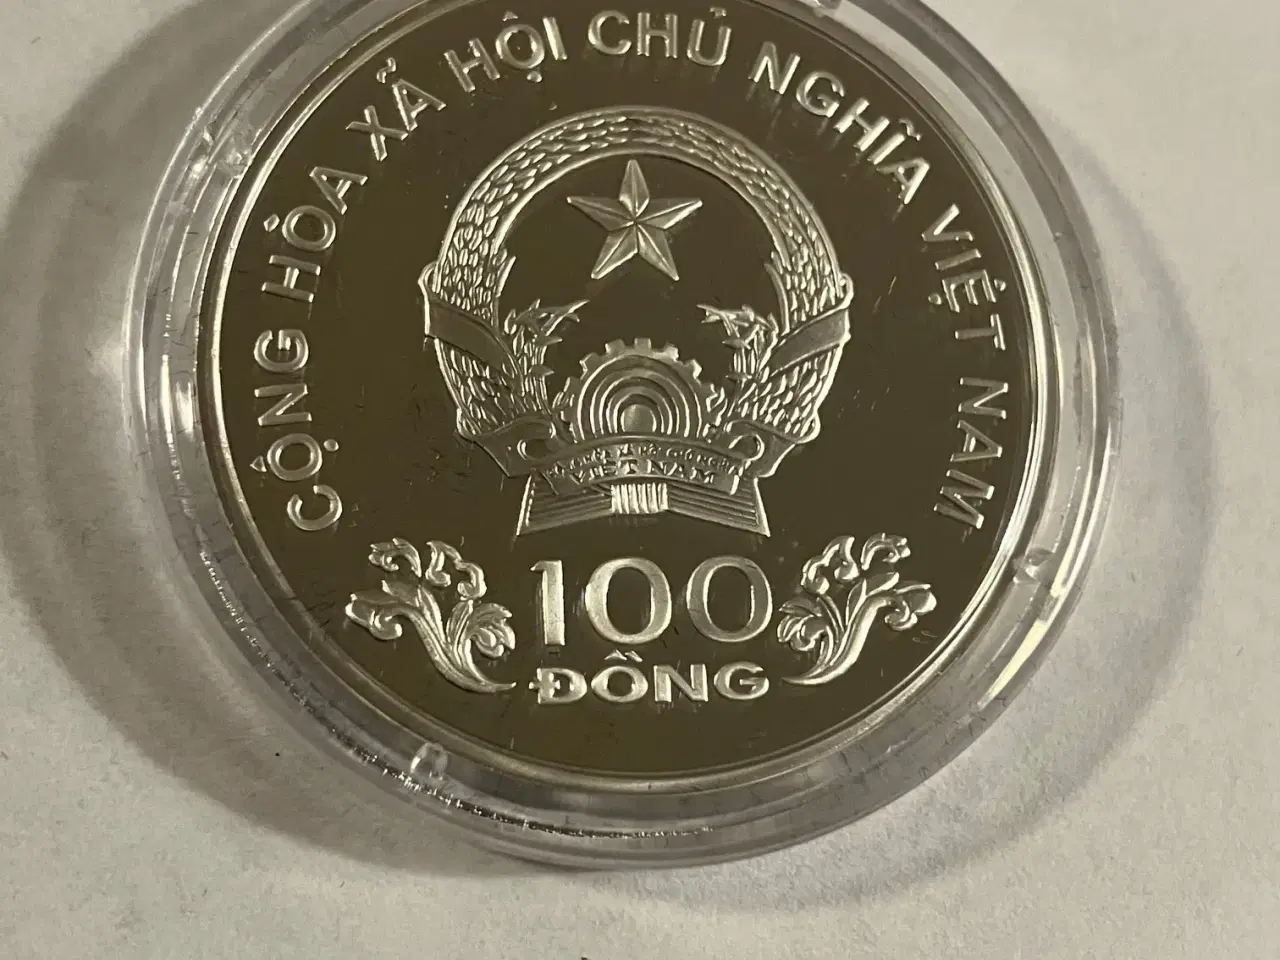 CỘNG HÒA XÃ HỘI CHỦ NGHĨA VIỆT NAM
VIỆT NAM
100
ĐỒNG